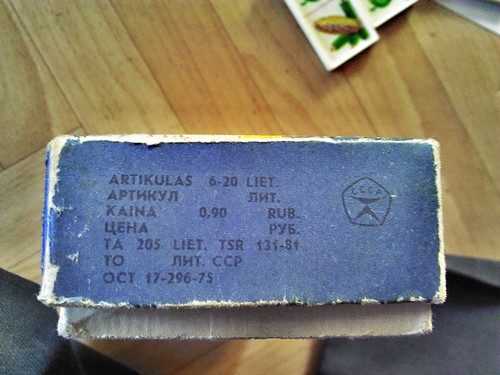 ARTIKULAS 6-20 LIET.
АРТИКУЛ ЛИТ.
KAINA 0,90 RUB.
ЦЕНА РУБ.
TA 205 LIET. TSR 131-81
ТО ЛИТ. ССР
ОСТ 17-296-75
СССР